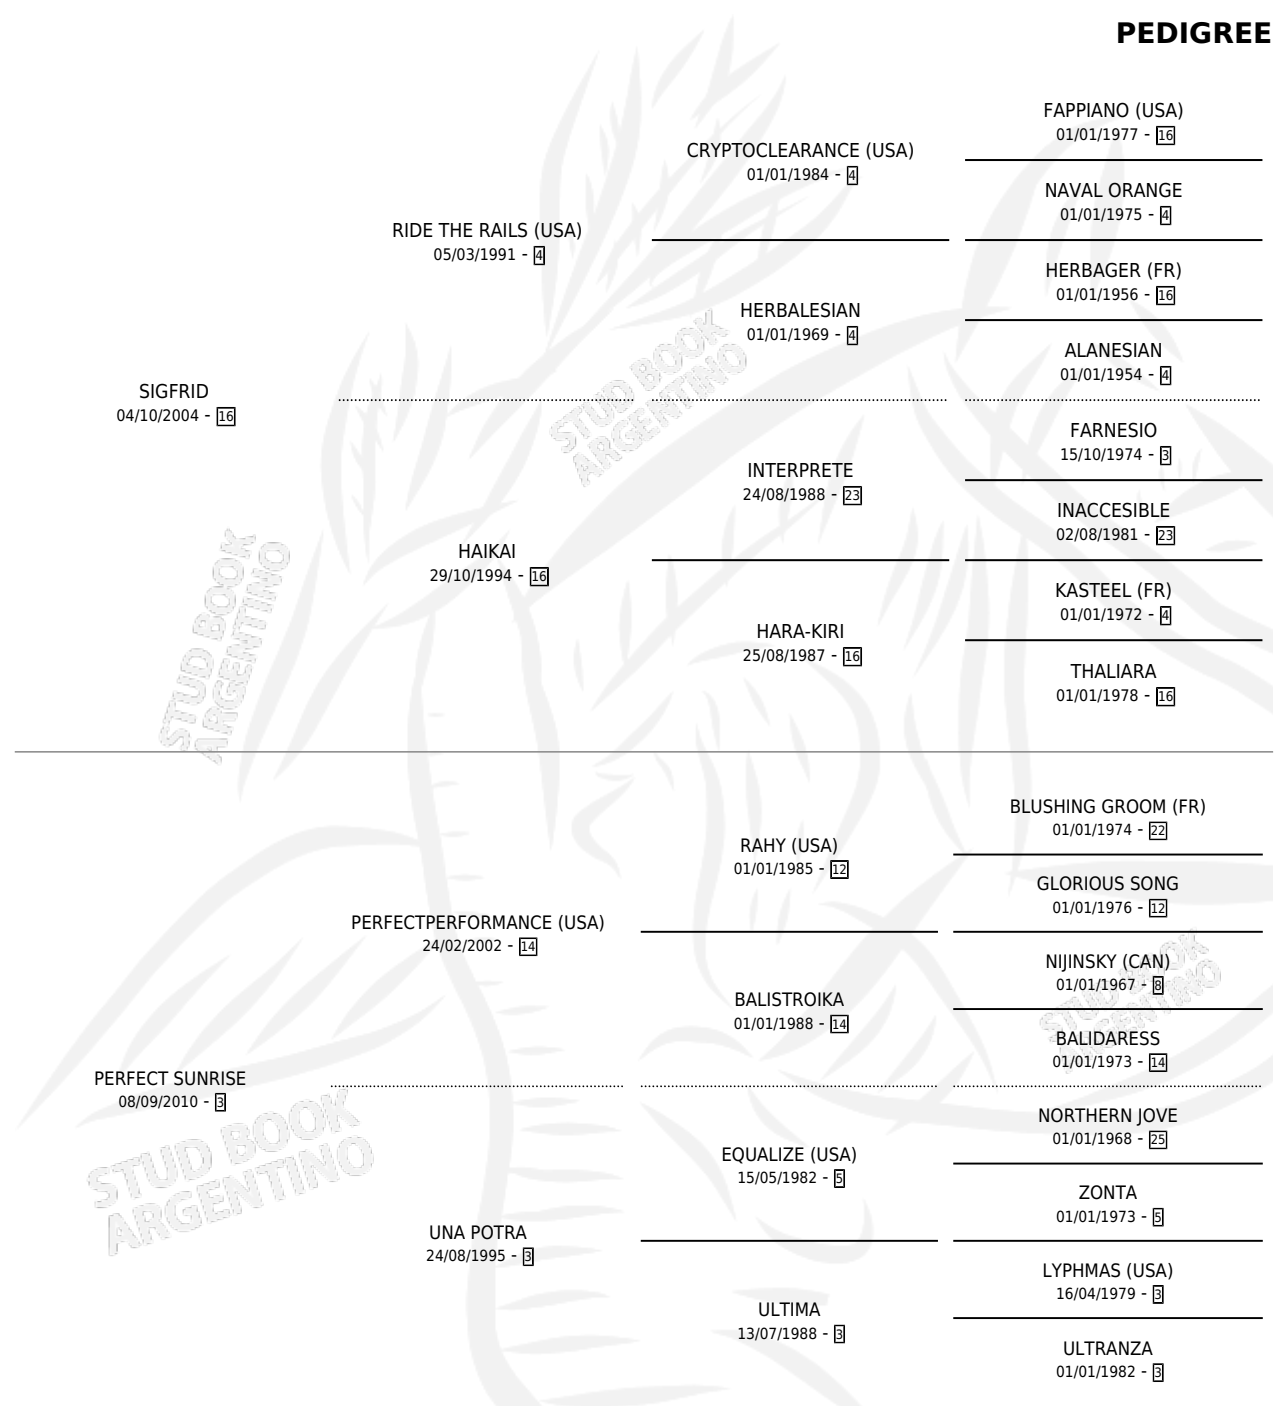 PEDIGREE
FAPPIANO (USA)
01/01/1977 - 16
CRYPTOCLEARANCE (USA)
01/01/1984 - 4
NAVAL ORANGE
01/01/1975 - 4
RIDE THE RAILS (USA)
05/03/1991 - 4
HERBAGER (FR)
01/01/1956 - 16
HERBALESIAN
01/01/1969 - 4
ALANESIAN
01/01/1954 - 4
SIGFRID
04/10/2004 - 16
FARNESIO
15/10/1974 - 3
INTERPRETE
24/08/1988 - 23
INACCESIBLE
02/08/1981 - 23
HAIKAI
29/10/1994 - 16
KASTEEL (FR)
01/01/1972 - 4
HARA-KIRI
25/08/1987 - 16
THALIARA
01/01/1978 - 16
STUD BOOK
ARGENTINO
STUD BOOK
ARGENTINO
BLUSHING GROOM (FR)
01/01/1974 - 22
RAHY (USA)
01/01/1985 - 12
GLORIOUS SONG
01/01/1976 - 12
PERFECTPERFORMANCE (USA)
24/02/2002 - 14
NIJINSKY (CAN)
01/01/1967 - 8
BALISTROIKA
01/01/1988 - 14
BALIDARESS
01/01/1973 - 14
STUD BOOK
ARGENTINO
PERFECT SUNRISE
08/09/2010 - 3
STUD BOOK
ARGENTINO
NORTHERN JOVE
01/01/1968 - 25
EQUALIZE (USA)
15/05/1982 - 5
ZONTA
01/01/1973 - 5
UNA POTRA
24/08/1995 - 3
LYPHMAS (USA)
16/04/1979 - 3
ULTIMA
13/07/1988 - 3
ULTRANZA
01/01/1982 - 3